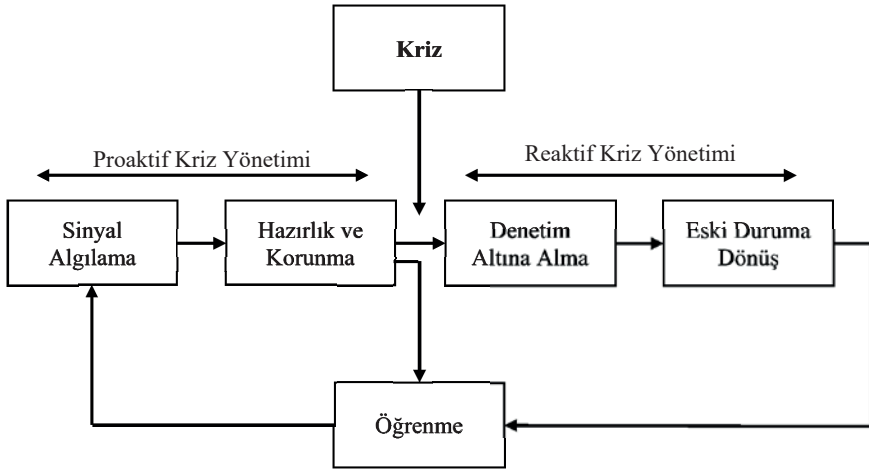 Kriz
Proaktif Kriz Yönetimi
Reaktif Kriz Yönetimi
Sinyal
Algılama
Hazırlık ve
Korunma
Denetim
Altına Alma
Eski Duruma
Dönüş
Öğrenme